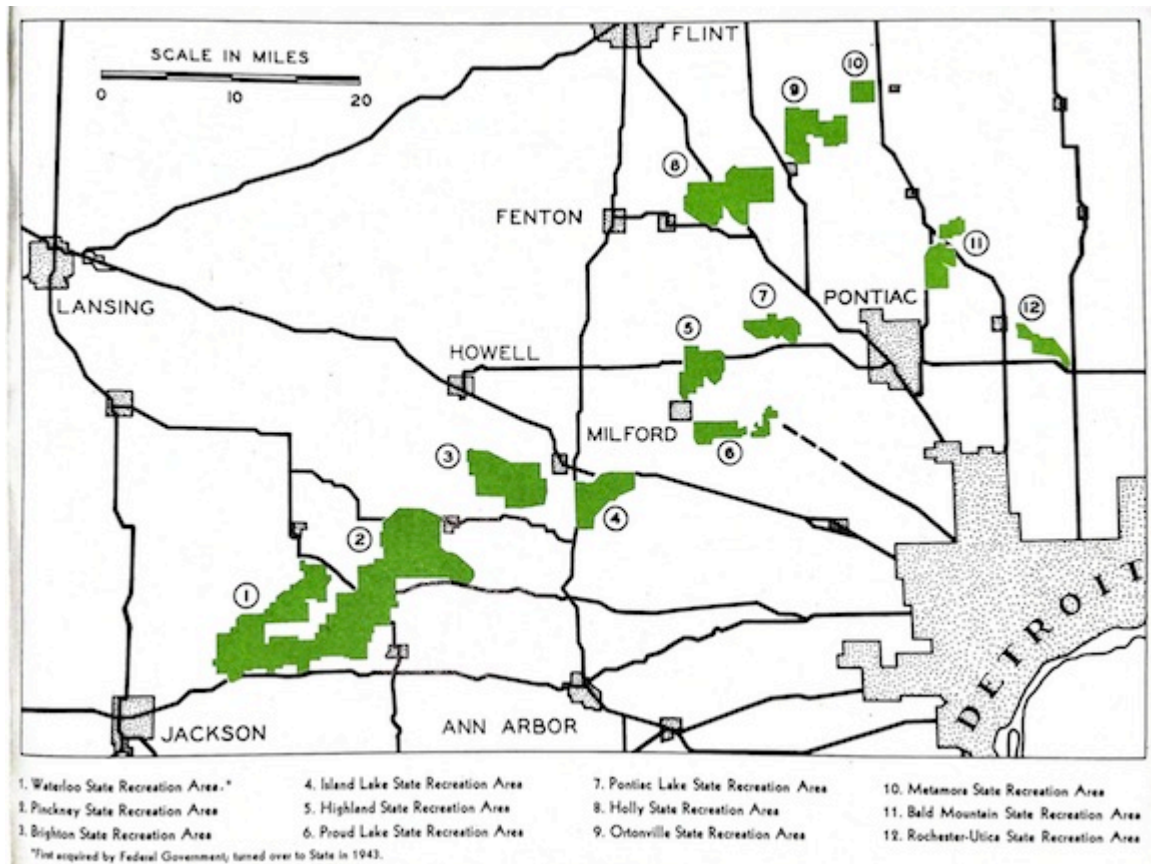 FLINT
SCALE IN MILES
0 10 20
10
9
8
FENTON
11
LANSING
7
PONTIAC
12
5
HOWELL
MILFORD
3
6
4
2
1
DETROIT
JACKSON
ANN ARBOR
1. Waterloo State Recreation Area.*
2. Pinckney State Recreation Area
3. Brighton State Recreation Area
4. Island Lake State Recreation Area
5. Highland State Recreation Area
6. Proud Lake State Recreation Area
7. Pontiac Lake State Recreation Area
8. Holly State Recreation Area
9. Ortonville State Recreation Area
10. Metamore State Recreation Area
11. Bald Mountain State Recreation Area
12. Rochester-Utica State Recreation Area
*First acquired by Federal Government; turned over to State in 1943.